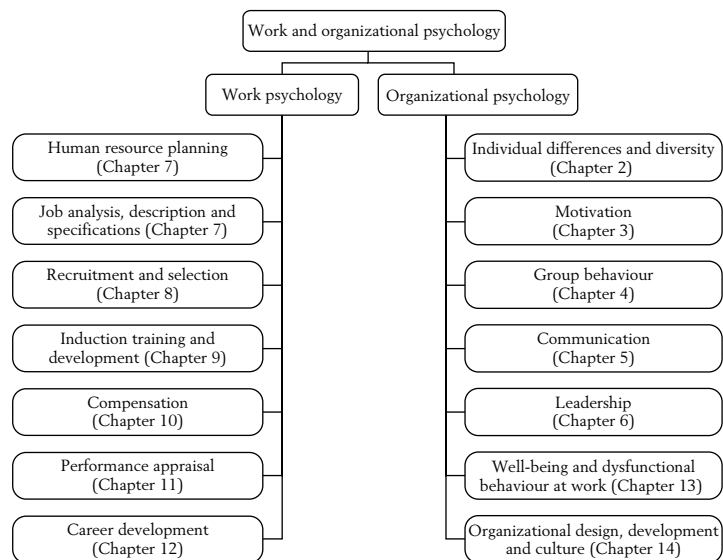 Work and organizational psychology
Work psychology
Organizational psychology
Human resource planning
(Chapter 7)
Job analysis, description and
specifications (Chapter 7)
Recruitment and selection
(Chapter 8)
Induction training and
development (Chapter 9)
Compensation
(Chapter 10)
Performance appraisal
(Chapter 11)
Career development
(Chapter 12)
Individual differences and diversity
(Chapter 2)
Motivation
(Chapter 3)
Group behaviour
(Chapter 4)
Communication
(Chapter 5)
Leadership
(Chapter 6)
Well-being and dysfunctional
behaviour at work (Chapter 13)
Organizational design, development
and culture (Chapter 14)